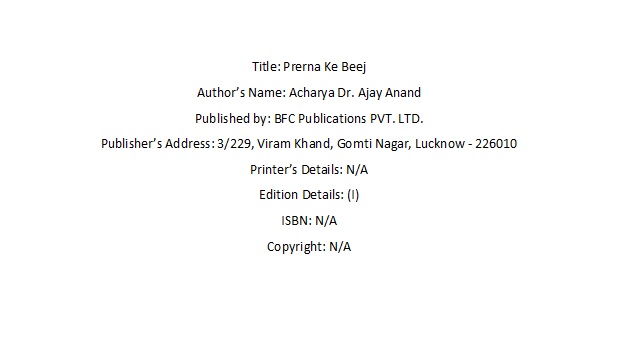 Title: Prerna Ke Beej
Author's Name: Acharya Dr. Ajay Anand
Published by: BFC Publications PVT. LTD.
Publisher's Address: 3/229, Viram Khand, Gomti Nagar, Lucknow - 226010
Printer's Details: N/A
Edition Details: (I)
ISBN: N/A
Copyright: N/A